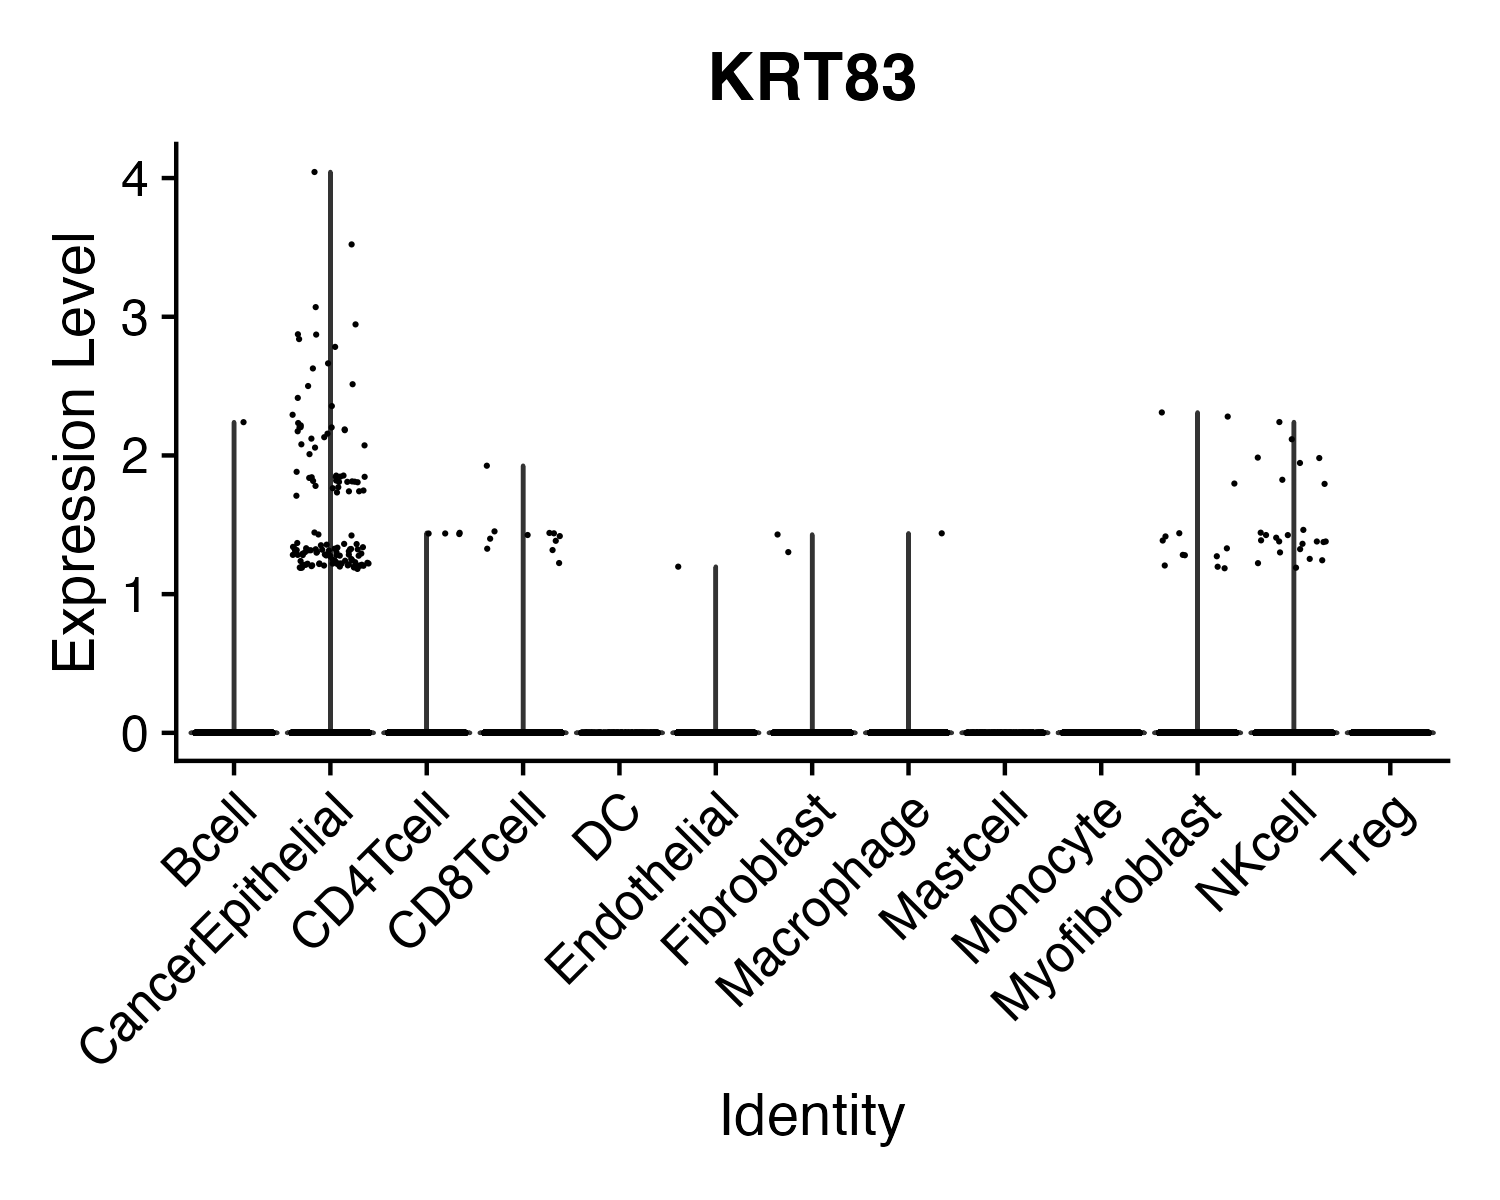 KRT83
Expression Level
4
3
2
1
0
Bcell
CancerEpithelial
CD4Tcell
CD8Tcell
DC
Endothelial
Fibroblast
Macrophage
Mastcell
Monocyte
Myofibroblast
NKcell
Treg
Identity